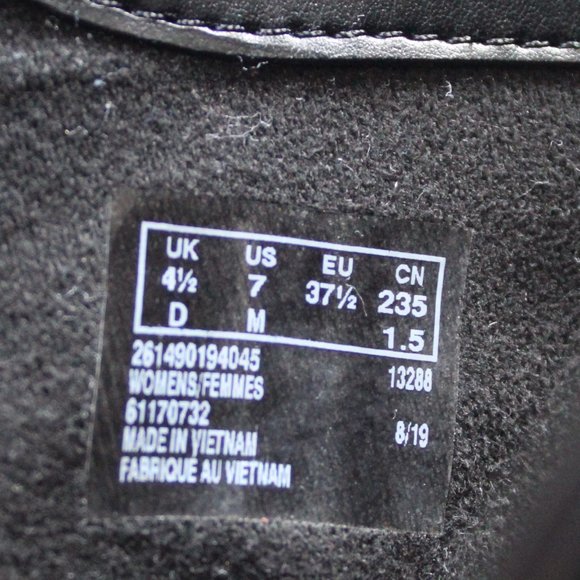 UK US EU CN
4½ 7 37½ 235
D M 1.5
261490194045
WOMENS/FEMMES 13288
61170732
MADE IN VIETNAM 8/19
FABRIQUÉ AU VIETNAM